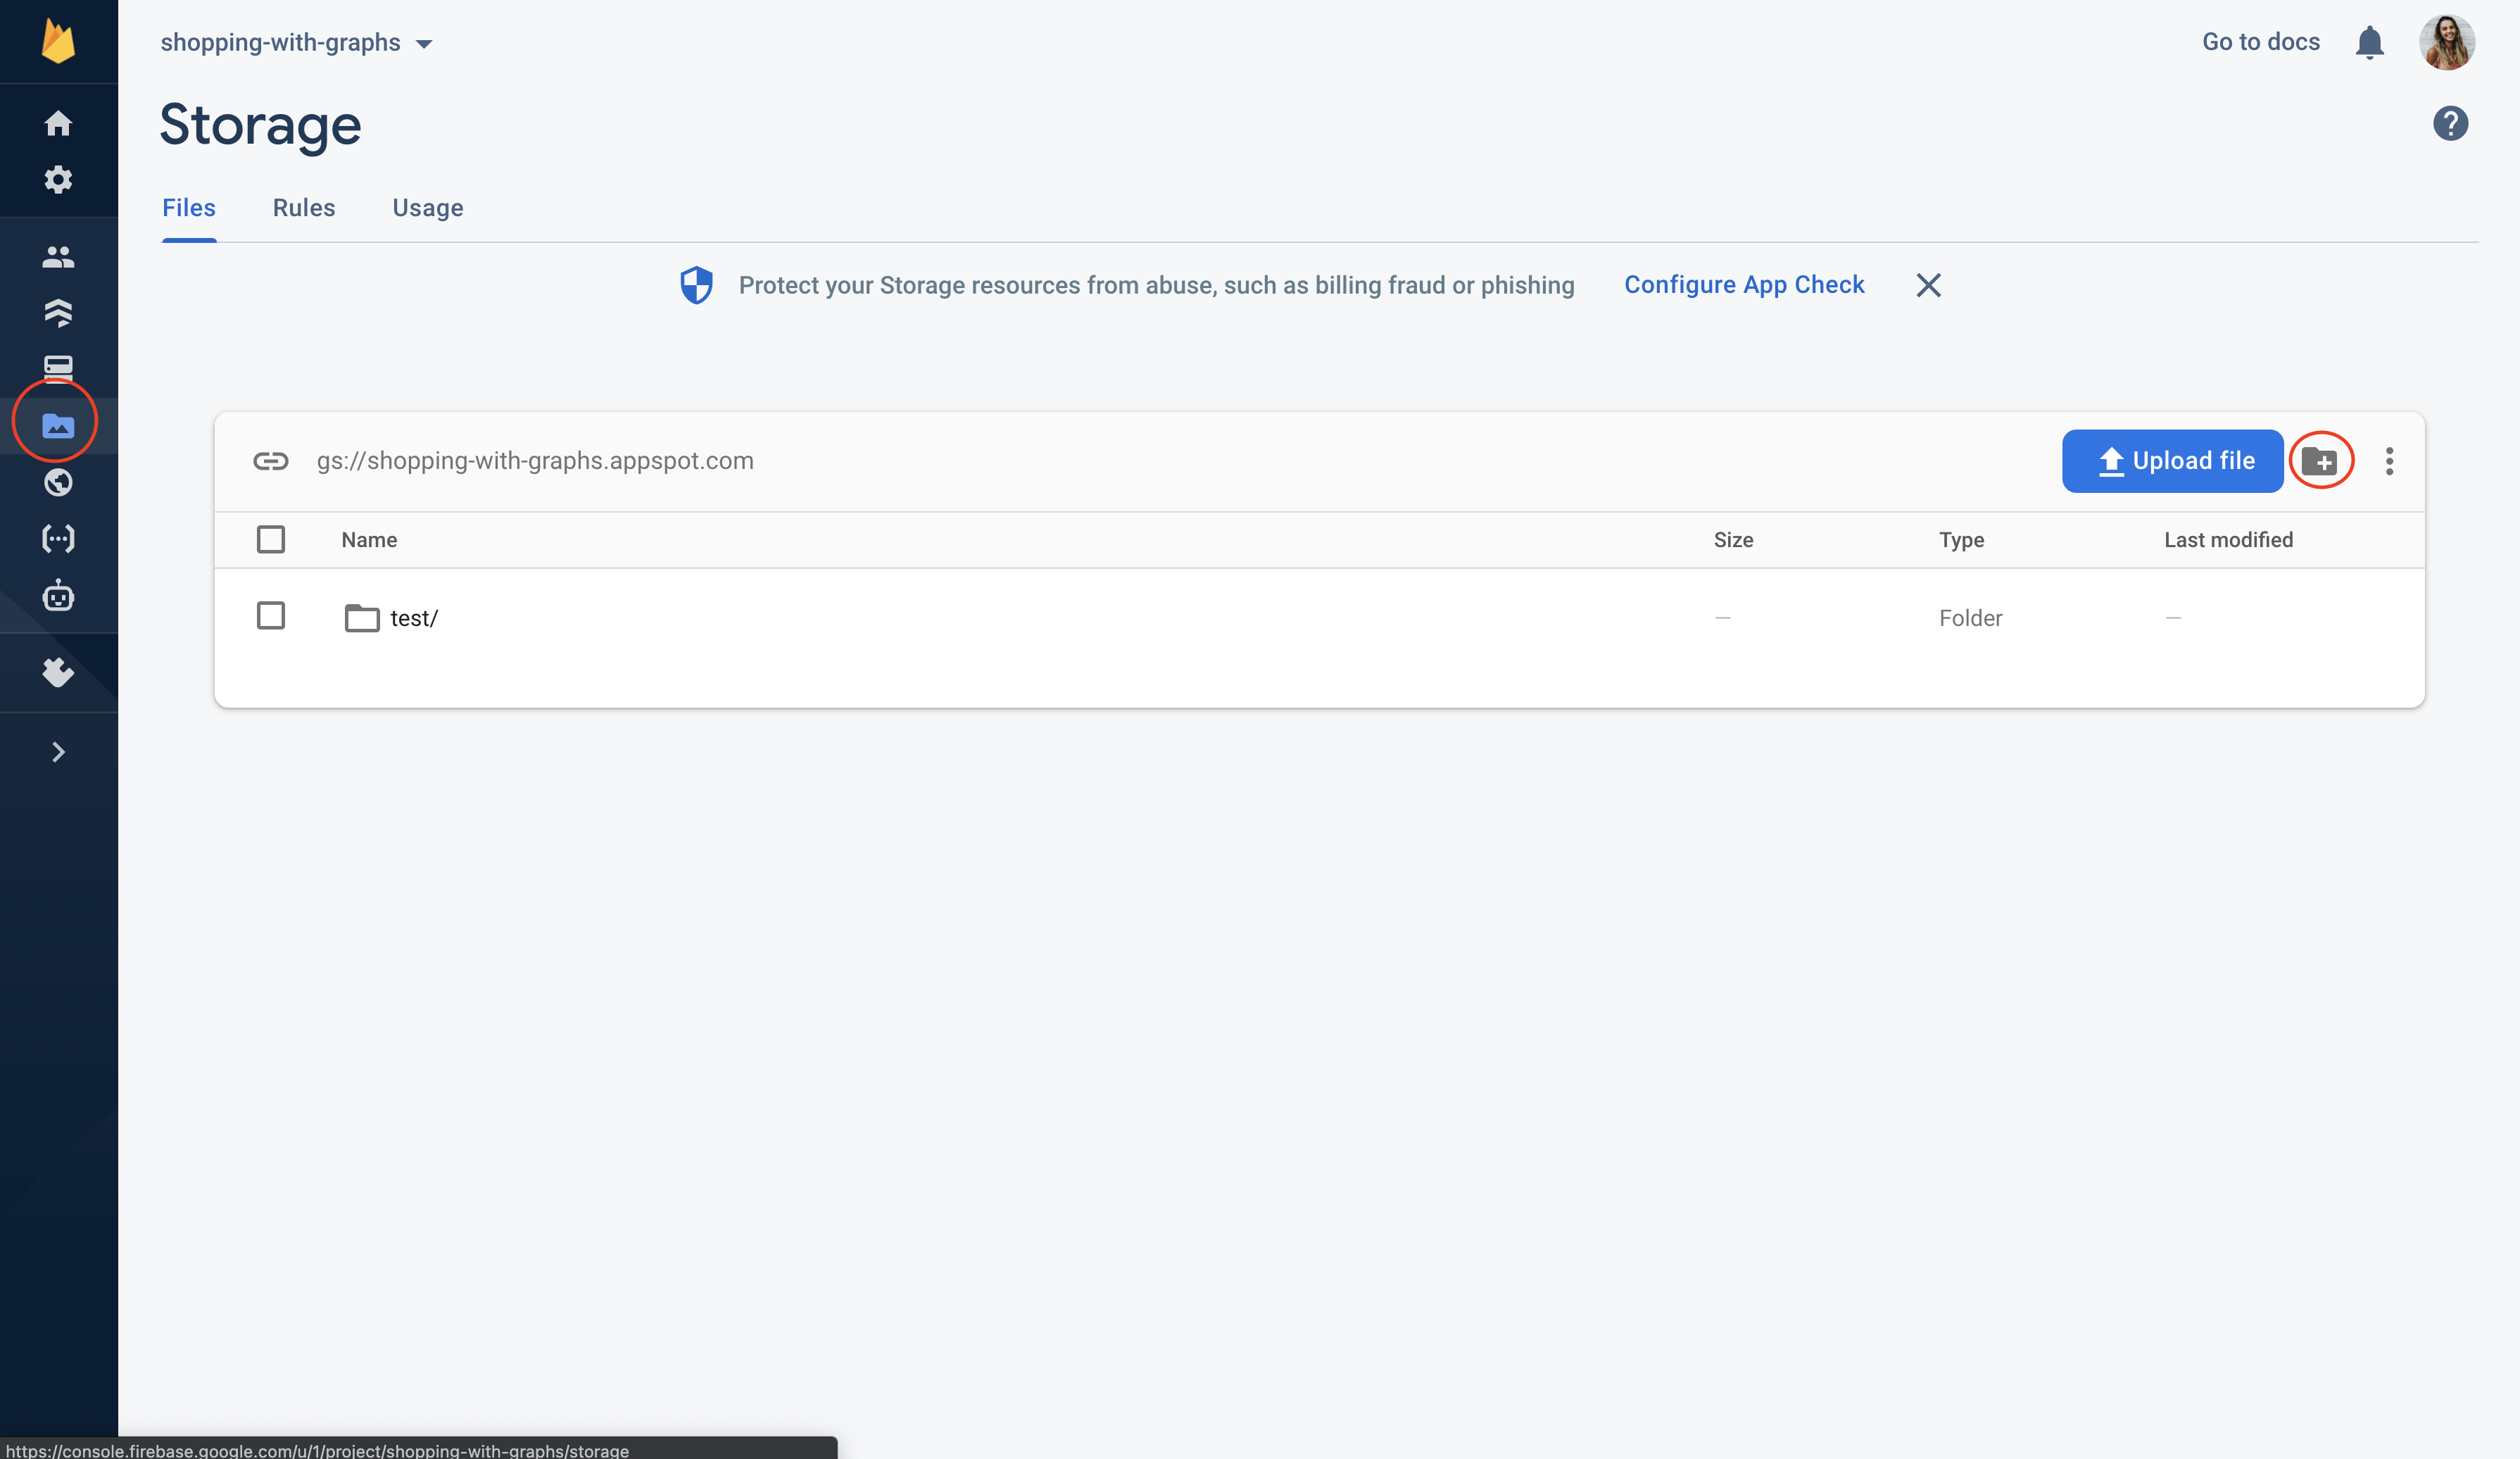 shopping-with-graphs
Go to docs
Storage
Files Rules Usage
Protect your Storage resources from abuse, such as billing fraud or phishing Configure App Check
gs://shopping-with-graphs.appspot.com
Upload file
Name Size Type Last modified
test/ — Folder —
https://console.firebase.google.com/u/1/project/shopping-with-graphs/storage